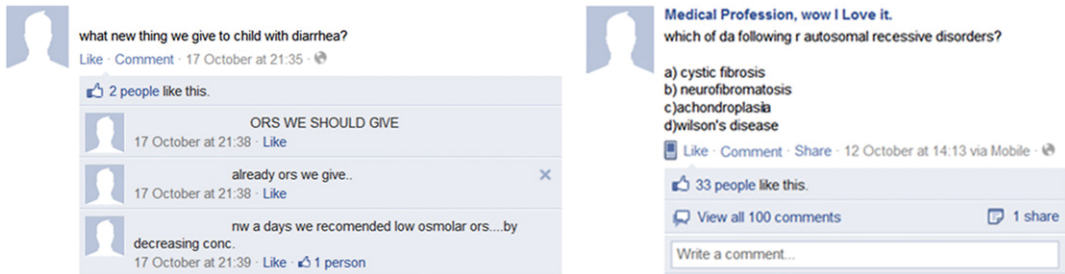 what new thing we give to child with diarrhea?
Like · Comment · 17 October at 21:35 ·
2 people like this.
ORS WE SHOULD GIVE
17 October at 21:38 · Like
already ors we give..
17 October at 21:38 · Like
nw a days we recomended low osmolar ors....by
decreasing conc.
17 October at 21:39 · Like · 1 person
Medical Profession, wow I Love it.
which of da following r autosomal recessive disorders?
a) cystic fibrosis
b) neurofibromatosis
c)achondroplasia
d)wilson's disease
Like · Comment · Share · 12 October at 14:13 via Mobile ·
33 people like this.
View all 100 comments 1 share
Write a comment...